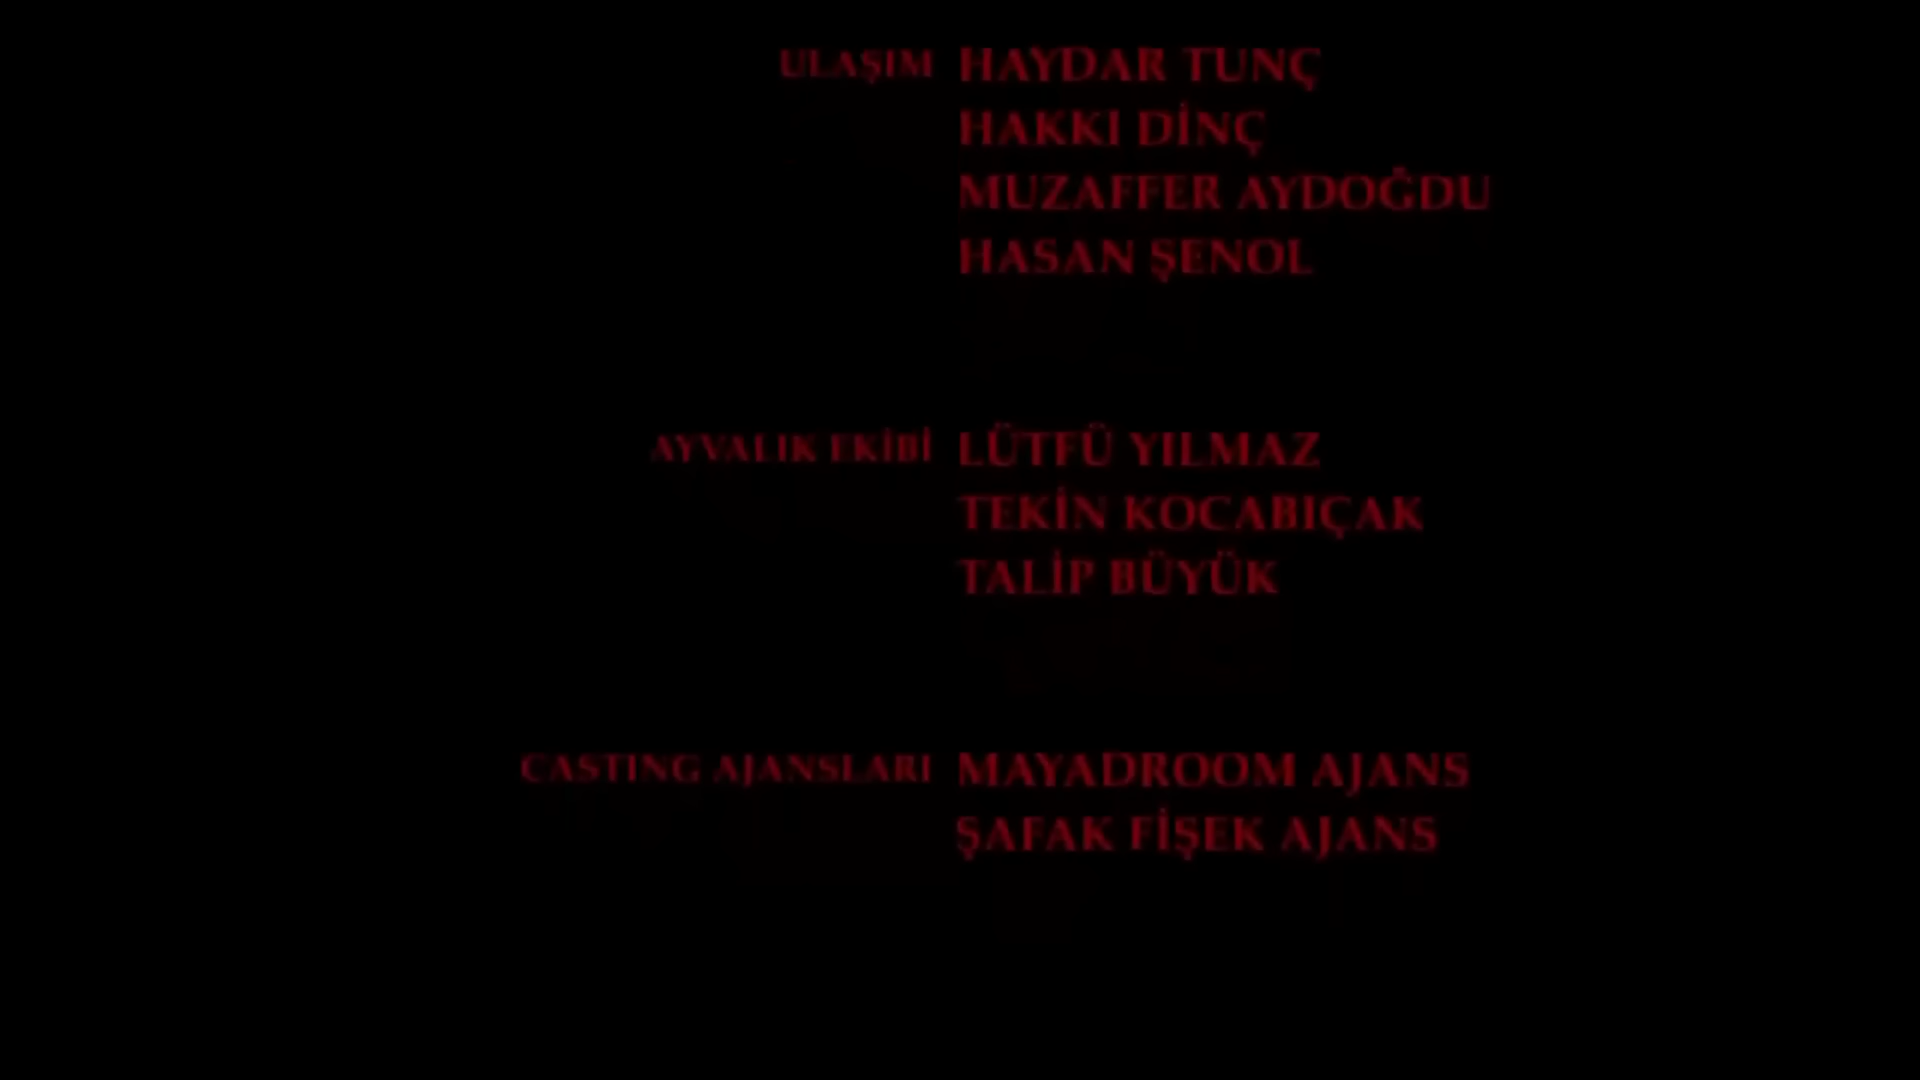 ULAŞIM HAYDAR TUNÇ
HAKKI DİNÇ
MUZAFFER AYDOĞDU
HASAN ŞENOL
AYVALIK EKİBİ LÜTFÜ YILMAZ
TEKİN KOCABIÇAK
TALİP BÜYÜK
CASTING AJANSLARI MAYADROOM AJANS
ŞAFAK FİŞEK AJANS